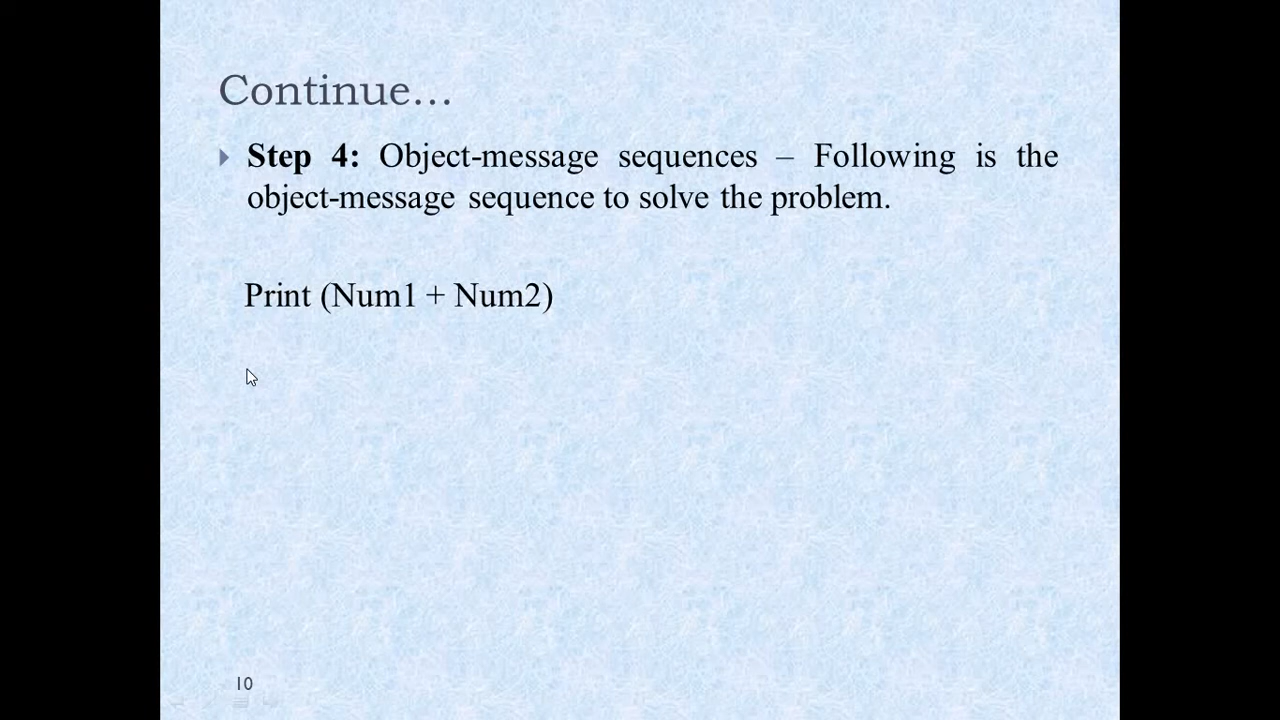 Continue...
Step 4: Object-message sequences – Following is the
object-message sequence to solve the problem.
Print (Num1 + Num2)
10